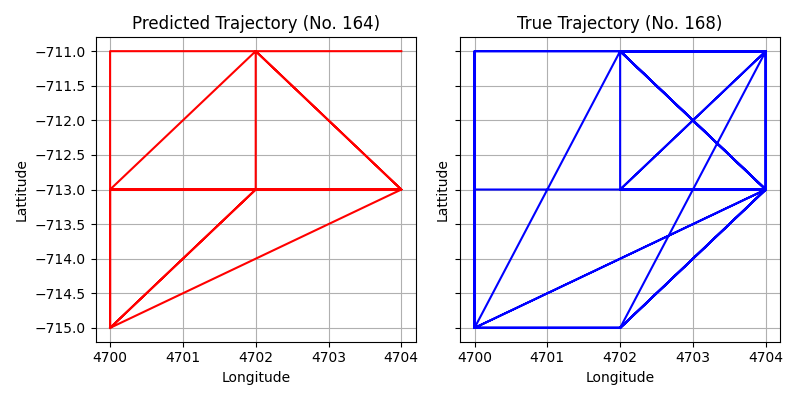 Predicted Trajectory (No. 164)
True Trajectory (No. 168)
−711.0
−711.5
−712.0
−712.5
−713.0
−713.5
−714.0
−714.5
−715.0
Lattitude
Lattitude
4700 4701 4702 4703 4704
4700 4701 4702 4703 4704
Longitude
Longitude